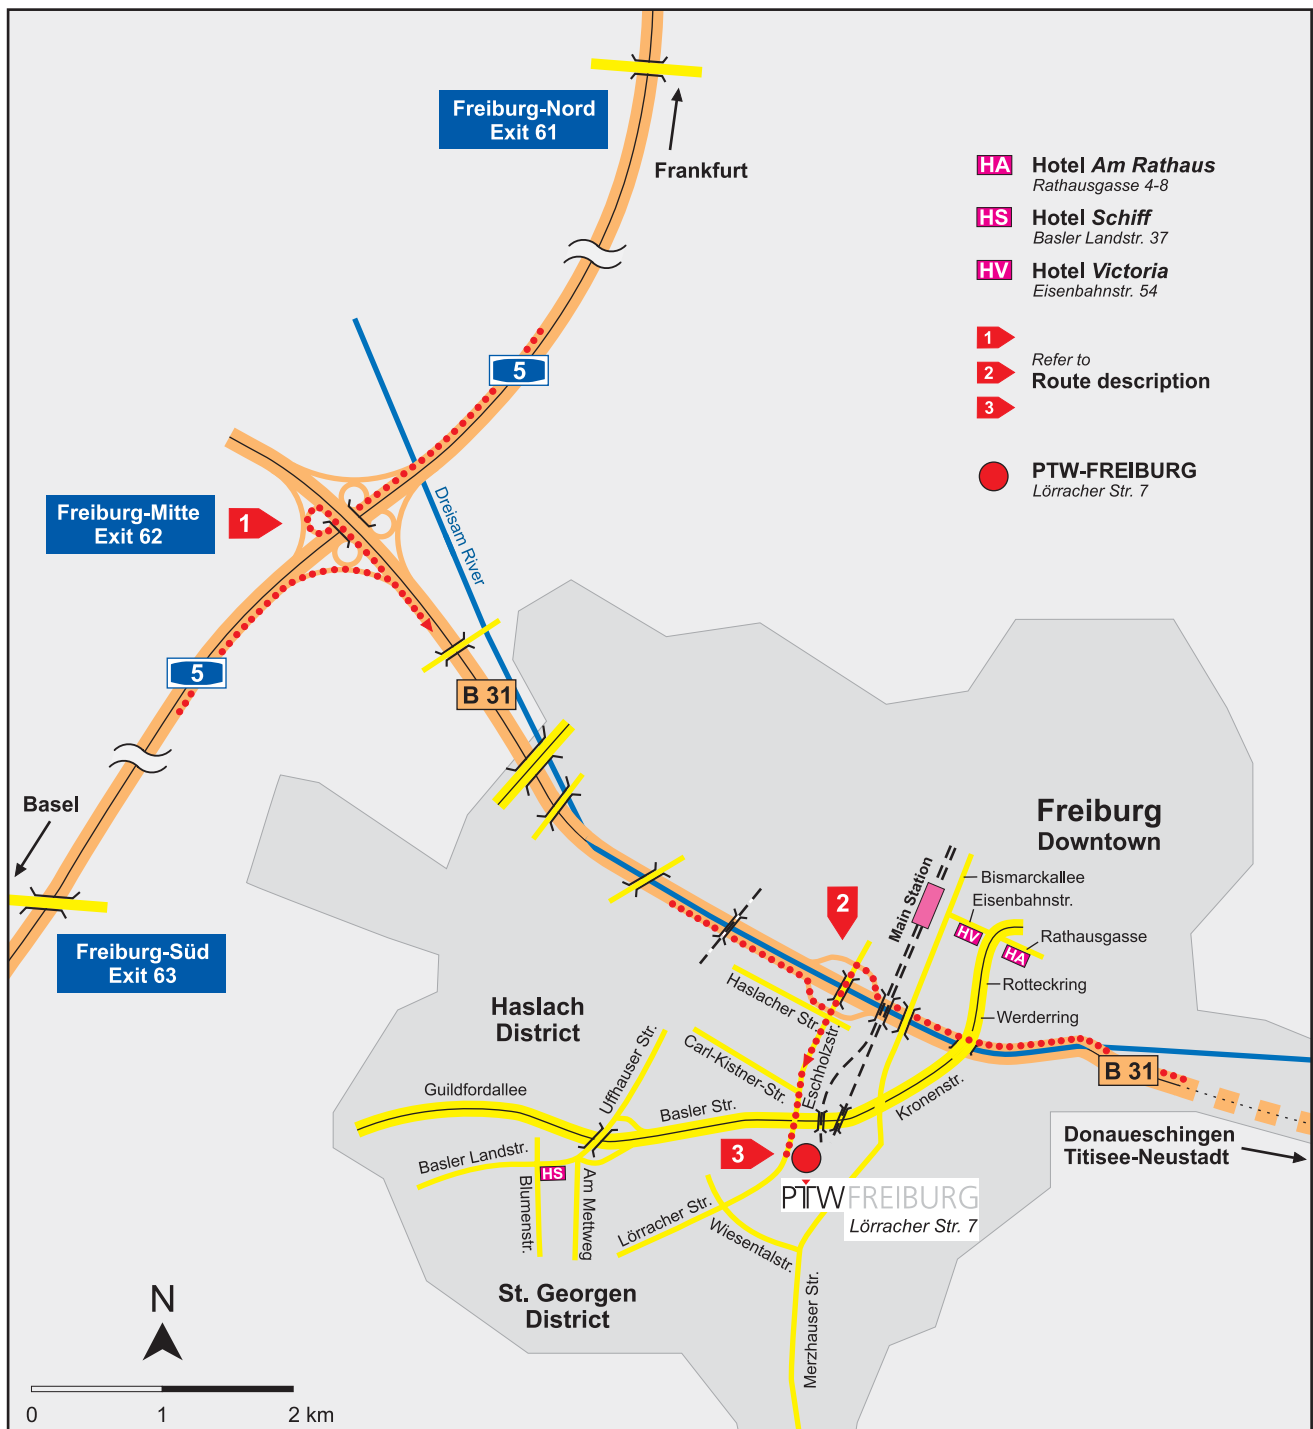 Freiburg-Nord
Exit 61
Frankfurt
HA Hotel Am Rathaus
Rathausgasse 4-8
HS Hotel Schiff
Basler Landstr. 37
HV Hotel Victoria
Eisenbahnstr. 54
1
Refer to
2 Route description
3
PTW-FREIBURG
Lörracher Str. 7
5
Freiburg-Mitte
Exit 62
1
Dreisam River
5
B 31
Basel
Freiburg
Downtown
Main Station
Bismarckallee
Eisenbahnstr.
2
HV
Rathausgasse
HA
Freiburg-Süd
Exit 63
Haslacher Str.
Rotteckring
Haslach
District
Werderring
Uffhauser Str.
Carl-Kistner-Str.
Eschholzstr.
B 31
Guildfordallee
Basler Str.
Kronenstr.
Donaueschingen
Titisee-Neustadt
Basler Landstr.
HS
3
Blumenstr.
Am Mettweg
PTW FREIBURG
Lörracher Str. 7
Lörracher Str.
Wiesentalstr.
St. Georgen
District
Merzhauser Str.
N
0 1 2 km